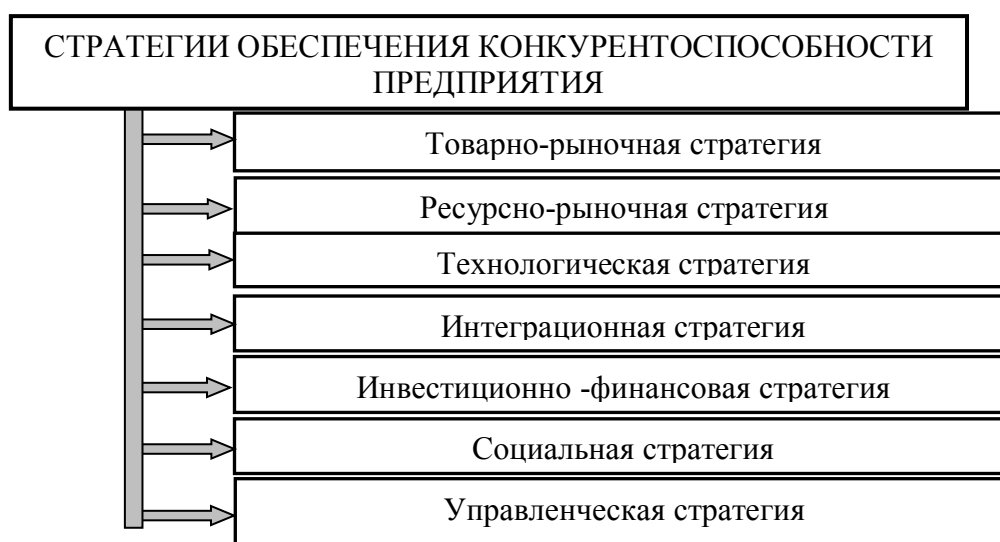 СТРАТЕГИИ ОБЕСПЕЧЕНИЯ КОНКУРЕНТОСПОСОБНОСТИ
ПРЕДПРИЯТИЯ
Товарно-рыночная стратегия
Ресурсно-рыночная стратегия
Технологическая стратегия
Интеграционная стратегия
Инвестиционно -финансовая стратегия
Социальная стратегия
Управленческая стратегия